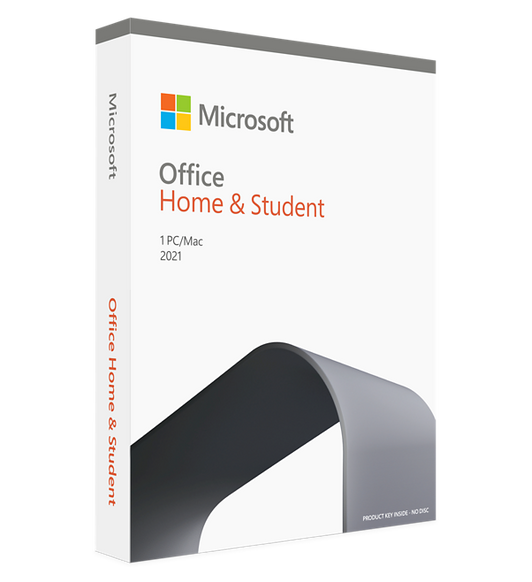 Microsoft
Office Home & Student
Microsoft
Office
Home & Student
1 PC/Mac
2021
PRODUCT KEY INSIDE - NO DISC